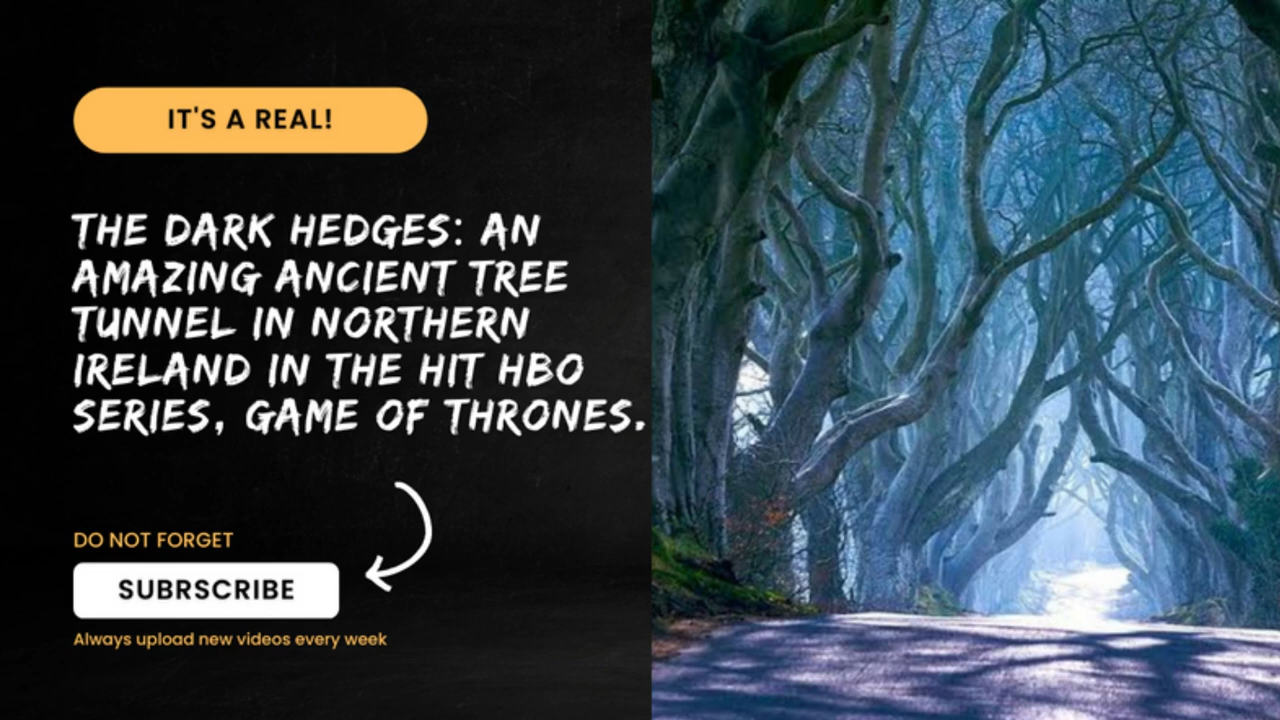 IT'S A REAL!
THE DARK HEDGES: AN
AMAZING ANCIENT TREE
TUNNEL IN NORTHERN
IRELAND IN THE HIT HBO
SERIES, GAME OF THRONES.
DO NOT FORGET
SUBRSCRIBE
Always upload new videos every week